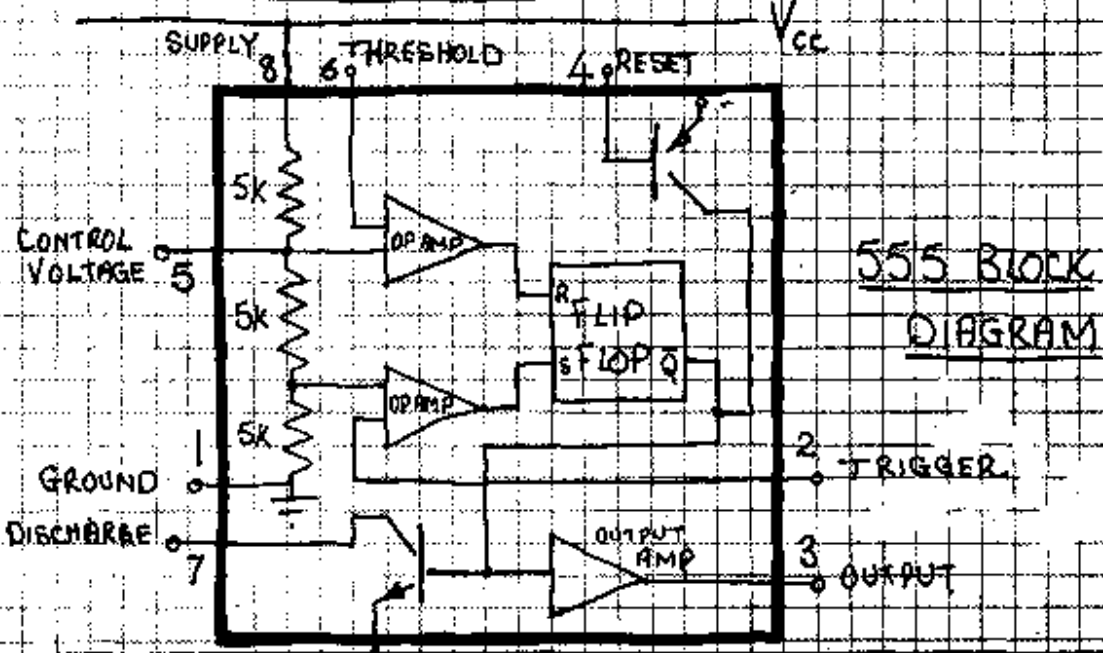 Vcc
SUPPLY
8
6
THRESHOLD
4
RESET
5K
CONTROL
VOLTAGE
5
OP AMP
555 BLOCK
DIAGRAM
5K
R
FLIP
S FLOP Q̅
OP AMP
5K
1
GROUND
2
TRIGGER
DISCHARGE
7
OUTPUT
AMP
3
OUTPUT